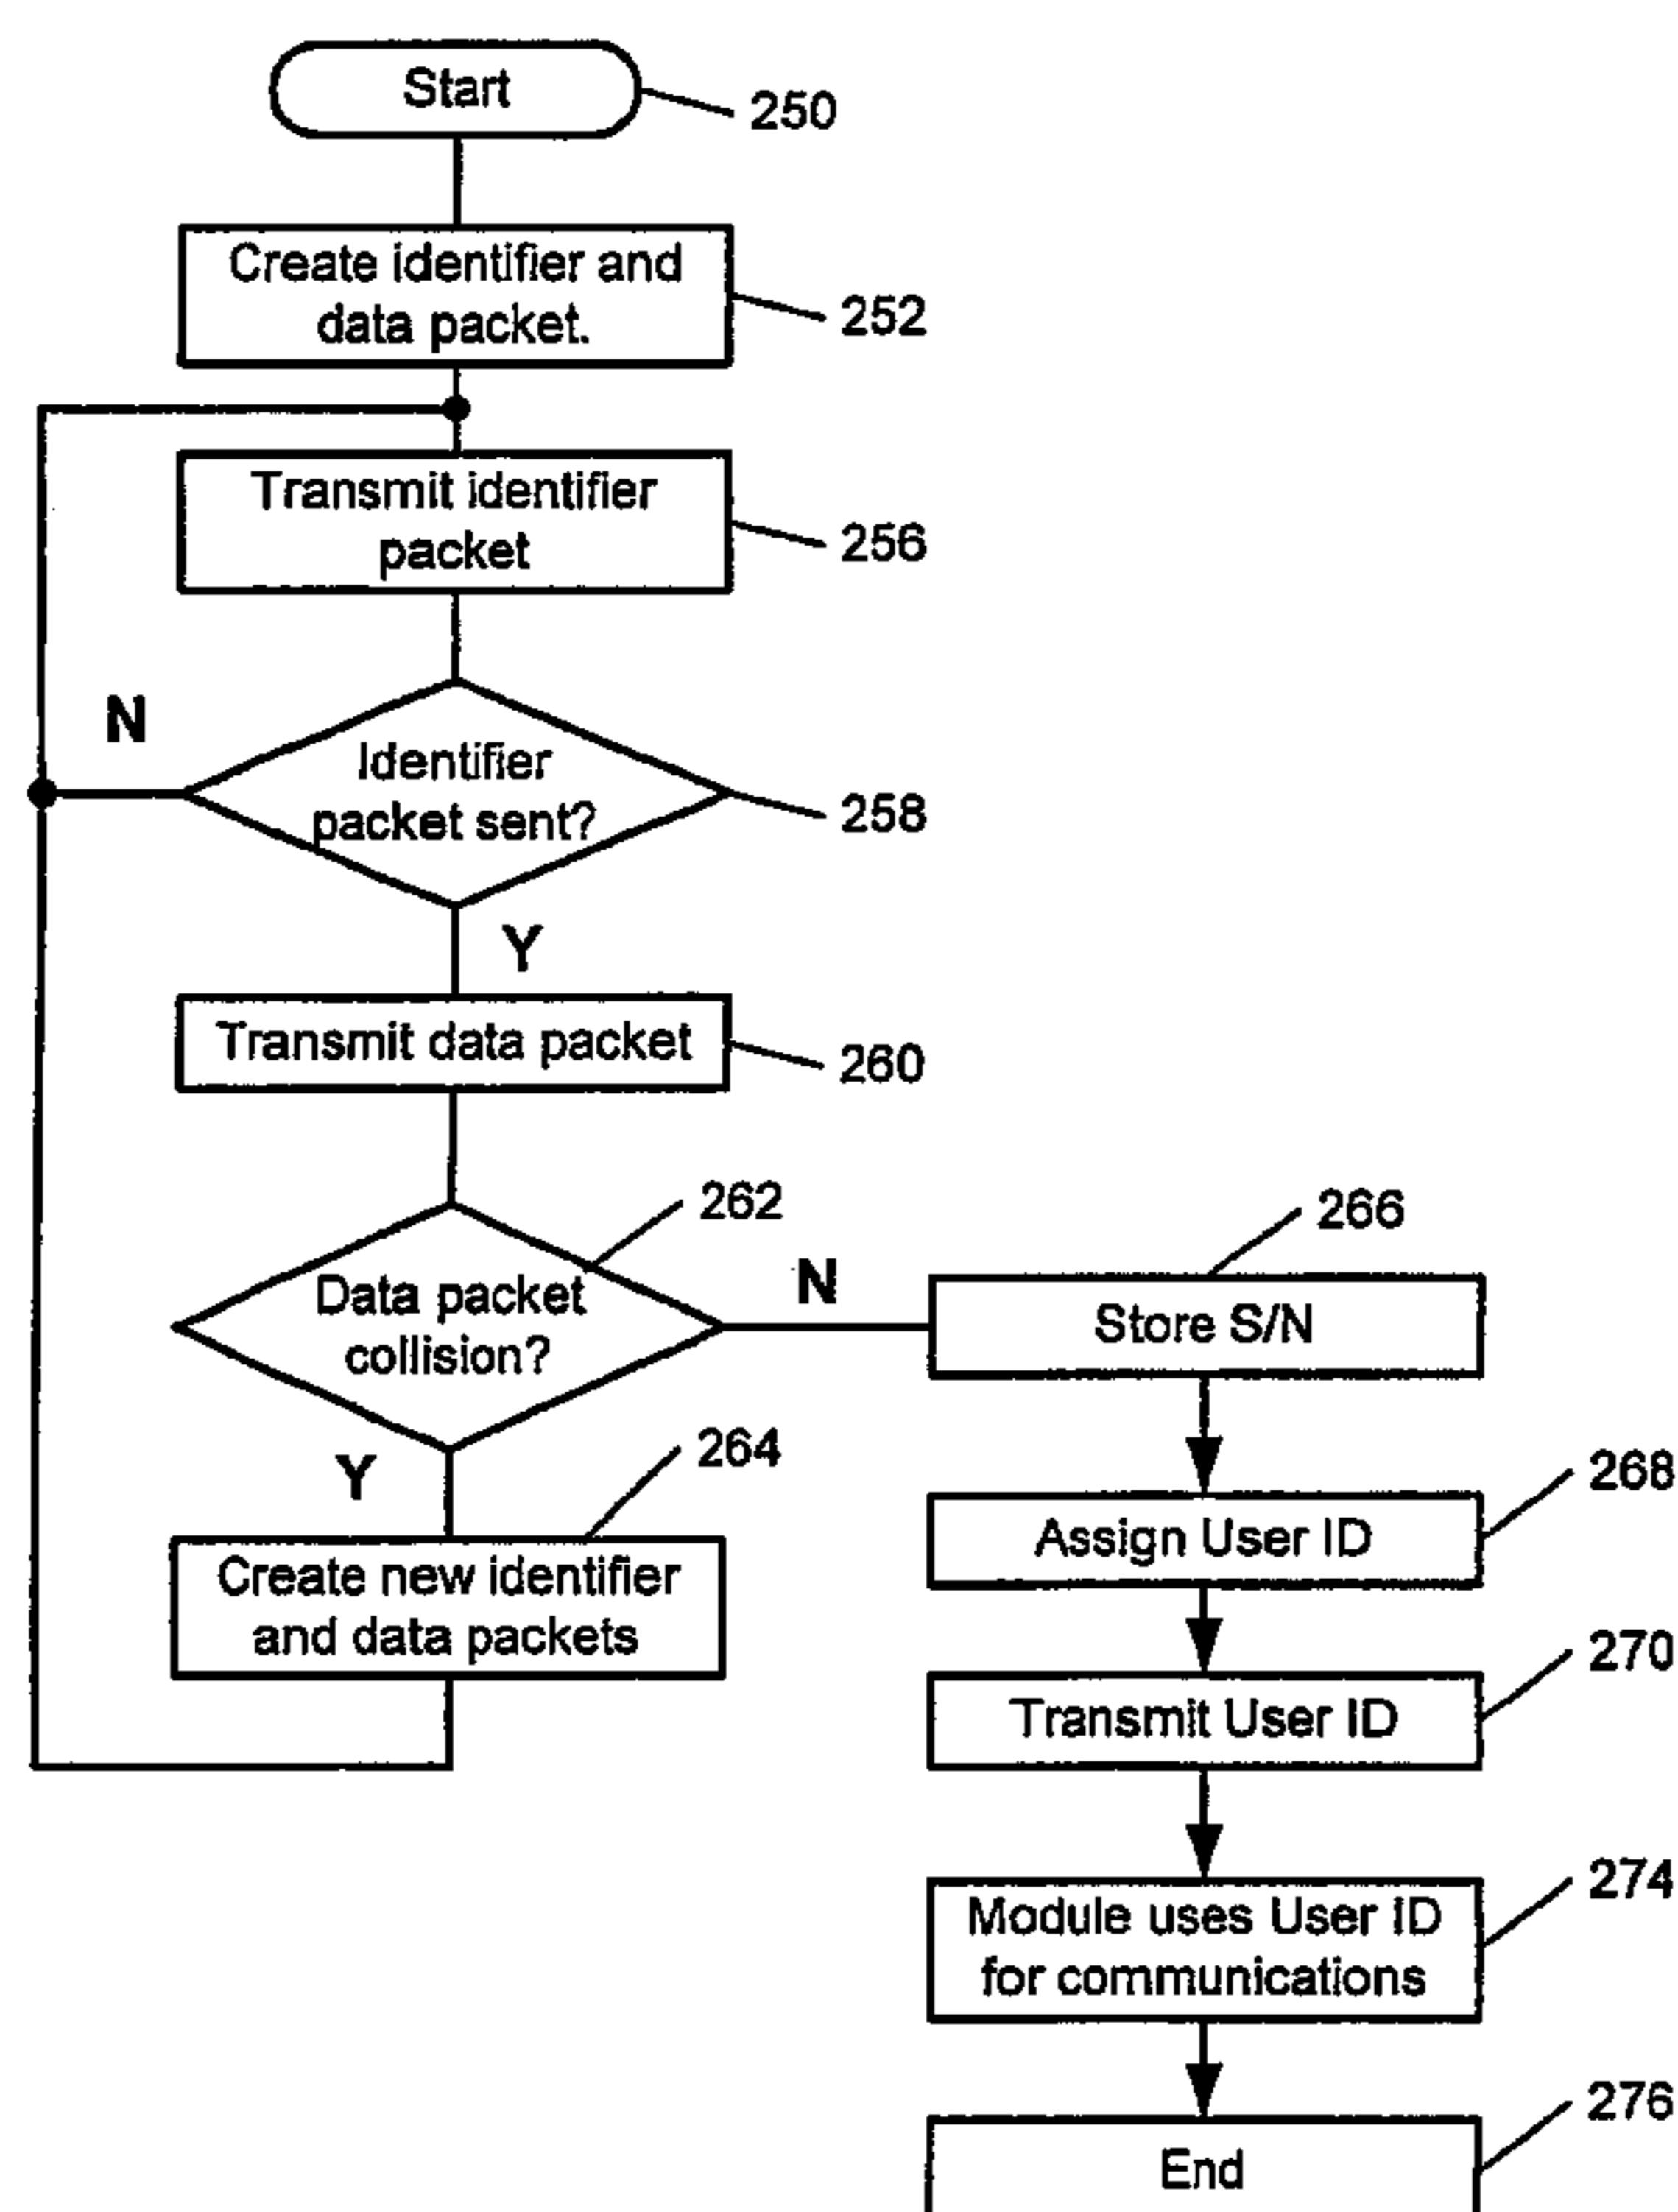 Start
250
Create identifier and
data packet.
252
Transmit identifier
packet
256
N
Identifier
packet sent?
258
Y
Transmit data packet
260
262
Data packet
collision?
N
266
Store S/N
Y
264
Create new identifier
and data packets
268
Assign User ID
270
Transmit User ID
274
Module uses User ID
for communications
276
End